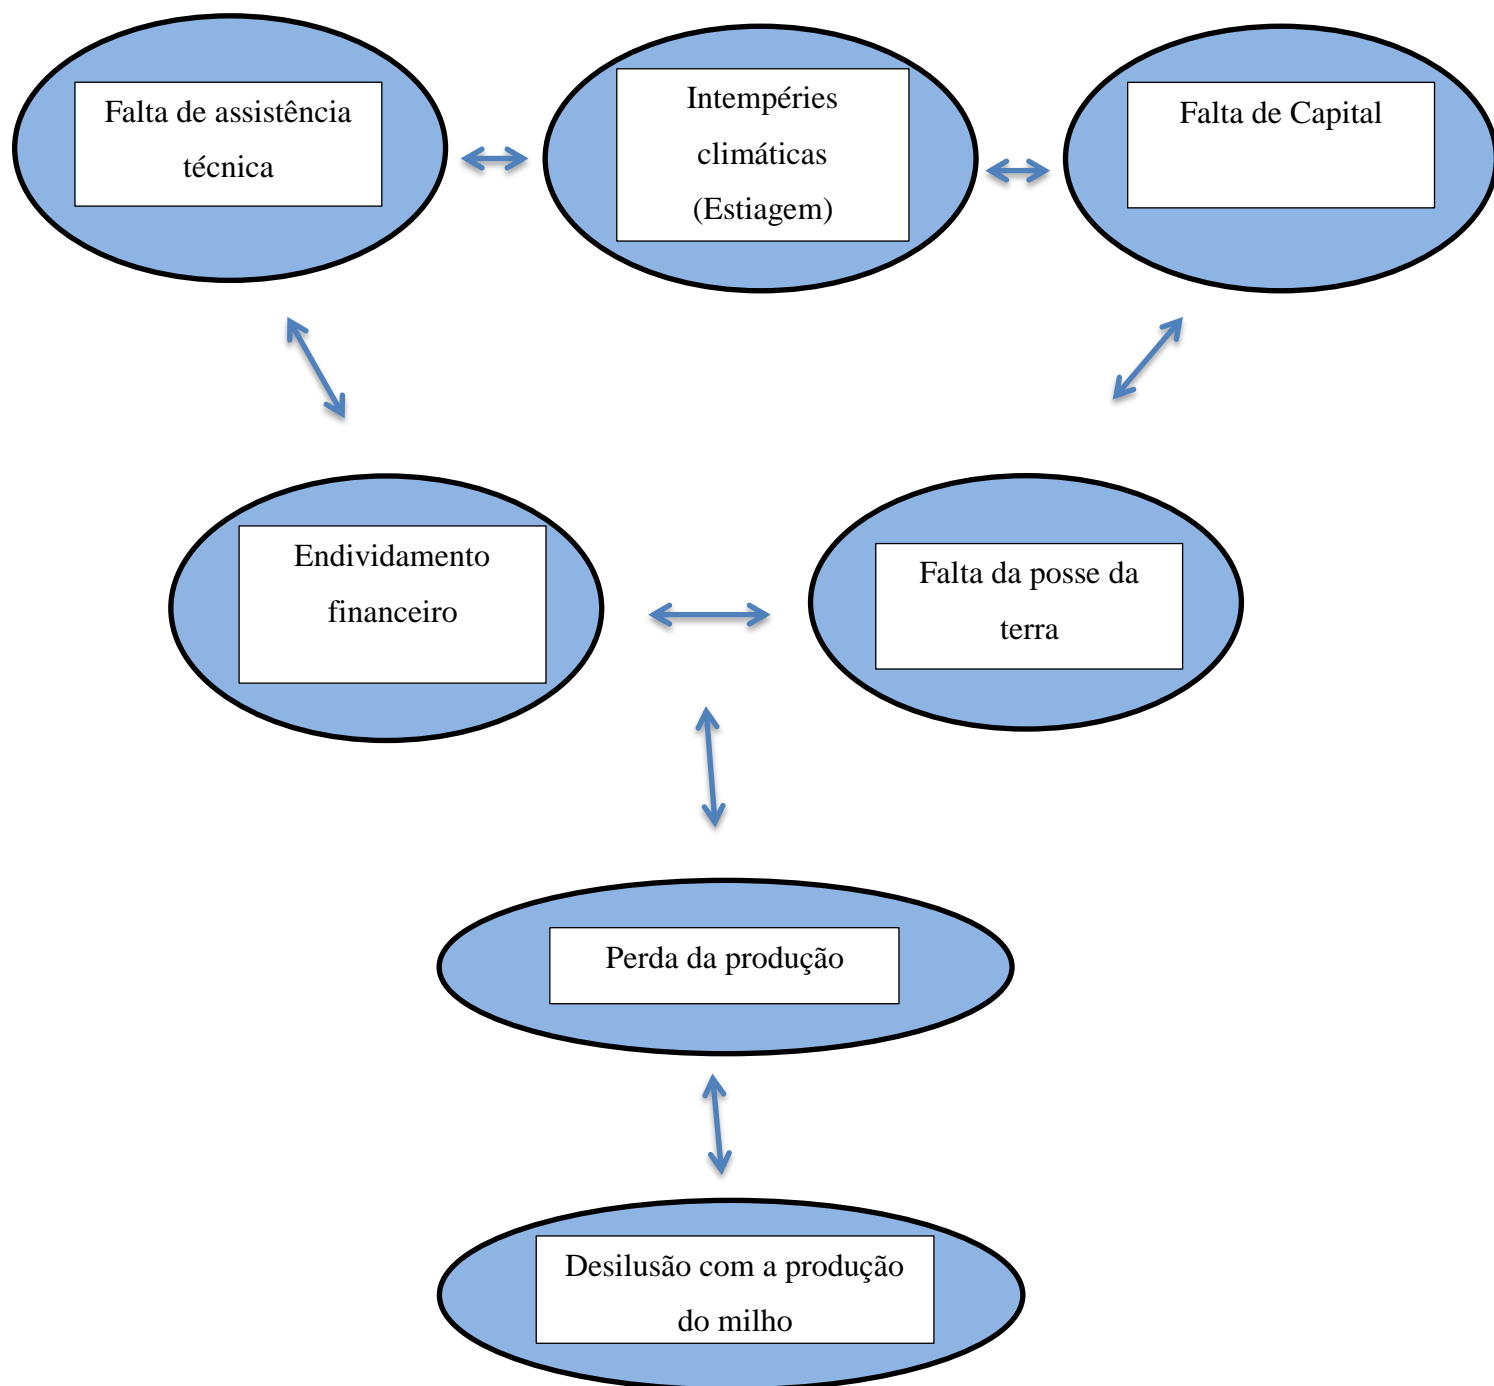 Falta de assistência
técnica
Intempéries
climáticas
(Estiagem)
Falta de Capital
Endividamento
financeiro
Falta da posse da
terra
Perda da produção
Desilusão com a produção
do milho